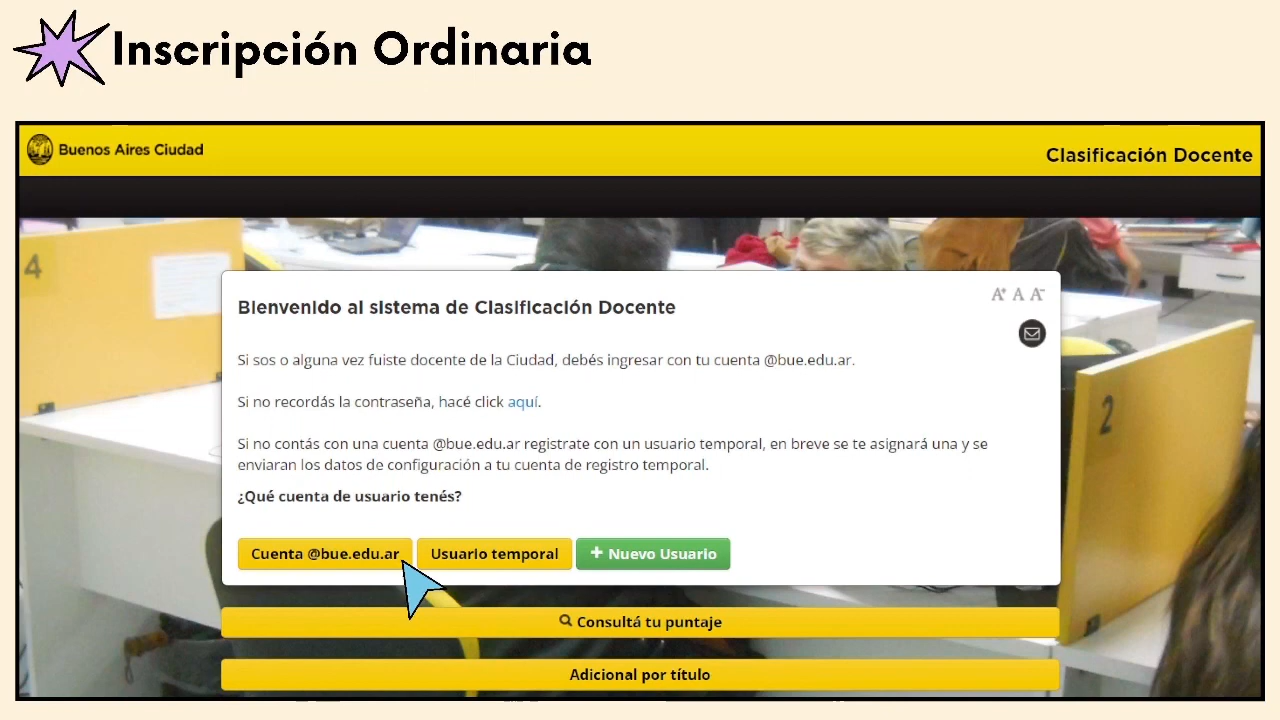 Inscripción Ordinaria
Buenos Aires Ciudad
Clasificación Docente
4
A+ A A-
Bienvenido al sistema de Clasificación Docente
Si sos o alguna vez fuiste docente de la Ciudad, debés ingresar con tu cuenta @bue.edu.ar.
Si no recordás la contraseña, hacé click aquí.
2
Si no contás con una cuenta @bue.edu.ar registrate con un usuario temporal, en breve se te asignará una y se
enviaran los datos de configuración a tu cuenta de registro temporal.
¿Qué cuenta de usuario tenés?
Cuenta @bue.edu.ar
Usuario temporal
+ Nuevo Usuario
Consultá tu puntaje
Adicional por título